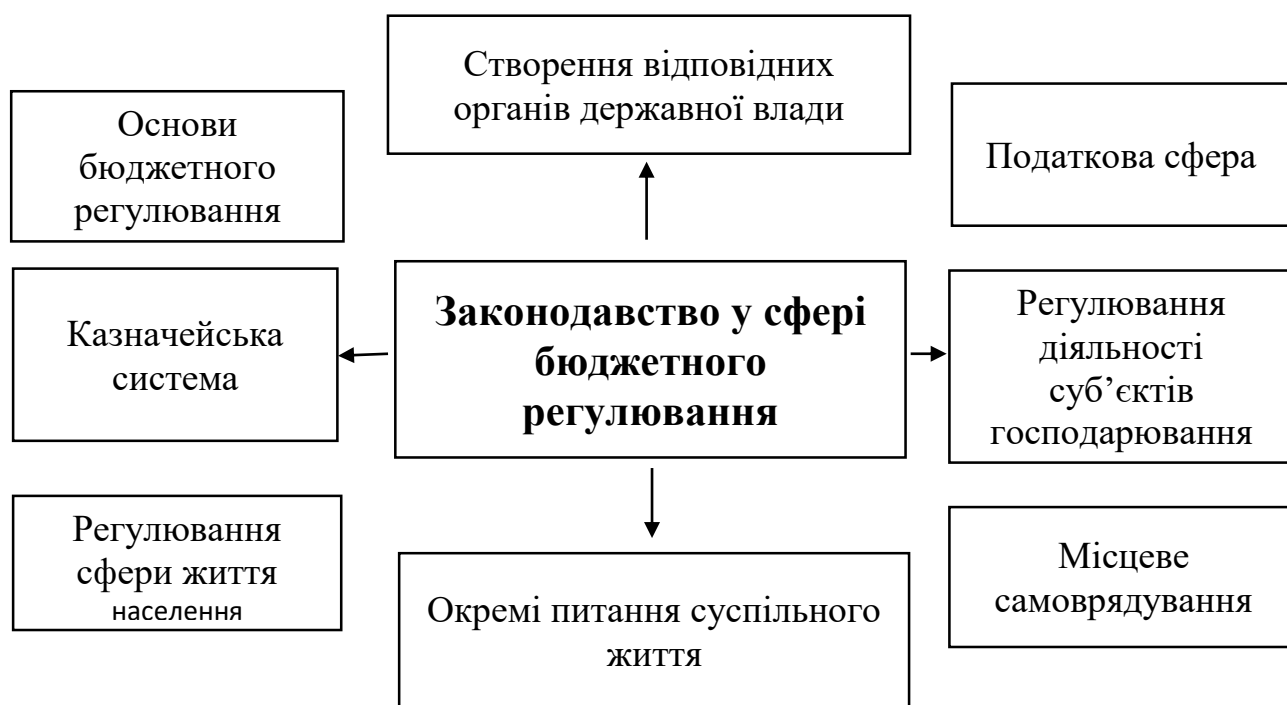 Створення відповідних
органів державної влади
Основи
бюджетного
регулювання
Податкова сфера
Казначейська
система
Законодавство у сфері
бюджетного
регулювання
Регулювання
діяльності
суб’єктів
господарювання
Регулювання
сфери життя
населення
Окремі питання суспільного
життя
Місцеве
самоврядування